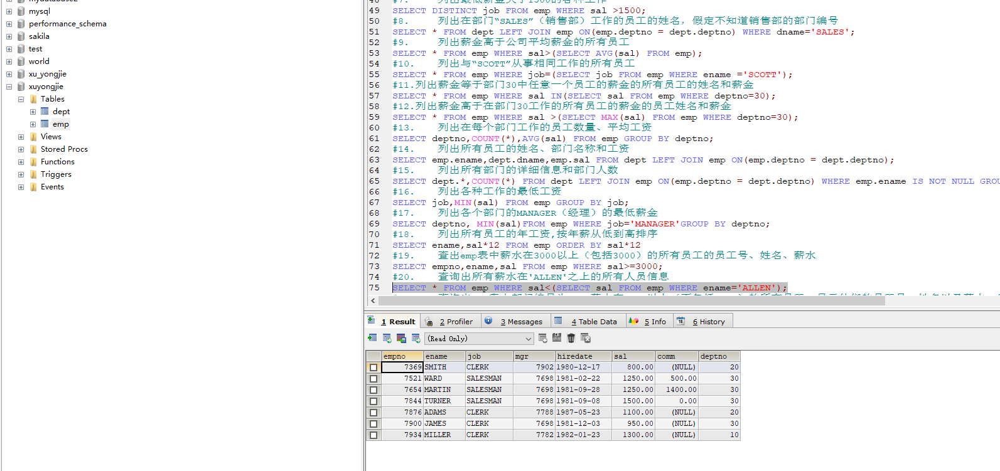 mysql
performance_schema
sakila
test
world
xu_yongjie
xuyongjie
Tables
dept
emp
Views
Stored Procs
Functions
Triggers
Events
49 SELECT DISTINCT job FROM emp WHERE sal >1500;
50 #8. 列出在部门“SALES”（销售部）工作的员工的姓名，假定不知道销售部的部门编号
51 SELECT * FROM dept LEFT JOIN emp ON(emp.deptno = dept.deptno) WHERE dname='SALES';
52 #9. 列出薪金高于公司平均薪金的所有员工
53 SELECT * FROM emp WHERE sal>(SELECT AVG(sal) FROM emp);
54 #10. 列出与“SCOTT”从事相同工作的所有员工
55 SELECT * FROM emp WHERE job=(SELECT job FROM emp WHERE ename ='SCOTT');
56 #11.列出薪金等于部门30中任意一个员工的薪金的所有员工的姓名和薪金
57 SELECT * FROM emp WHERE sal IN(SELECT sal FROM emp WHERE deptno=30);
58 #12.列出薪金高于在部门30工作的所有员工的薪金的员工姓名和薪金
59 SELECT * FROM emp WHERE sal >(SELECT MAX(sal) FROM emp WHERE deptno=30);
60 #13. 列出在每个部门工作的员工数量、平均工资
61 SELECT deptno,COUNT(*),AVG(sal) FROM emp GROUP BY deptno;
62 #14. 列出所有员工的姓名、部门名称和工资
63 SELECT emp.ename,dept.dname,emp.sal FROM dept LEFT JOIN emp ON(emp.deptno = dept.deptno);
64 #15. 列出所有部门的详细信息和部门人数
65 SELECT dept.*,COUNT(*) FROM dept LEFT JOIN emp ON(emp.deptno = dept.deptno) WHERE emp.ename IS NOT NULL GROU
66 #16. 列出各种工作的最低工资
67 SELECT job,MIN(sal) FROM emp GROUP BY job;
68 #17. 列出各个部门的MANAGER（经理）的最低薪金
69 SELECT deptno, MIN(sal)FROM emp WHERE job='MANAGER'GROUP BY deptno;
70 #18. 列出所有员工的年工资,按年薪从低到高排序
71 SELECT ename,sal*12 FROM emp ORDER BY sal*12
72 #19. 查出emp表中薪水在3000以上（包括3000）的所有员工的员工号、姓名、薪水
73 SELECT empno,ename,sal FROM emp WHERE sal>=3000;
74 #20. 查询出所有薪水在'ALLEN'之上的所有人员信息
75 SELECT * FROM emp WHERE sal<(SELECT sal FROM emp WHERE ename='ALLEN');
1 Result 2 Profiler 3 Messages 4 Table Data 5 Info 6 History
(Read Only)
empno ename job mgr hiredate sal comm deptno
7369 SMITH CLERK 7902 1980-12-17 800.00 (NULL) 20
7521 WARD SALESMAN 7698 1981-02-22 1250.00 500.00 30
7654 MARTIN SALESMAN 7698 1981-09-28 1250.00 1400.00 30
7844 TURNER SALESMAN 7698 1981-09-08 1500.00 0.00 30
7876 ADAMS CLERK 7788 1987-05-23 1100.00 (NULL) 20
7900 JAMES CLERK 7698 1981-12-03 950.00 (NULL) 30
7934 MILLER CLERK 7782 1982-01-23 1300.00 (NULL) 10